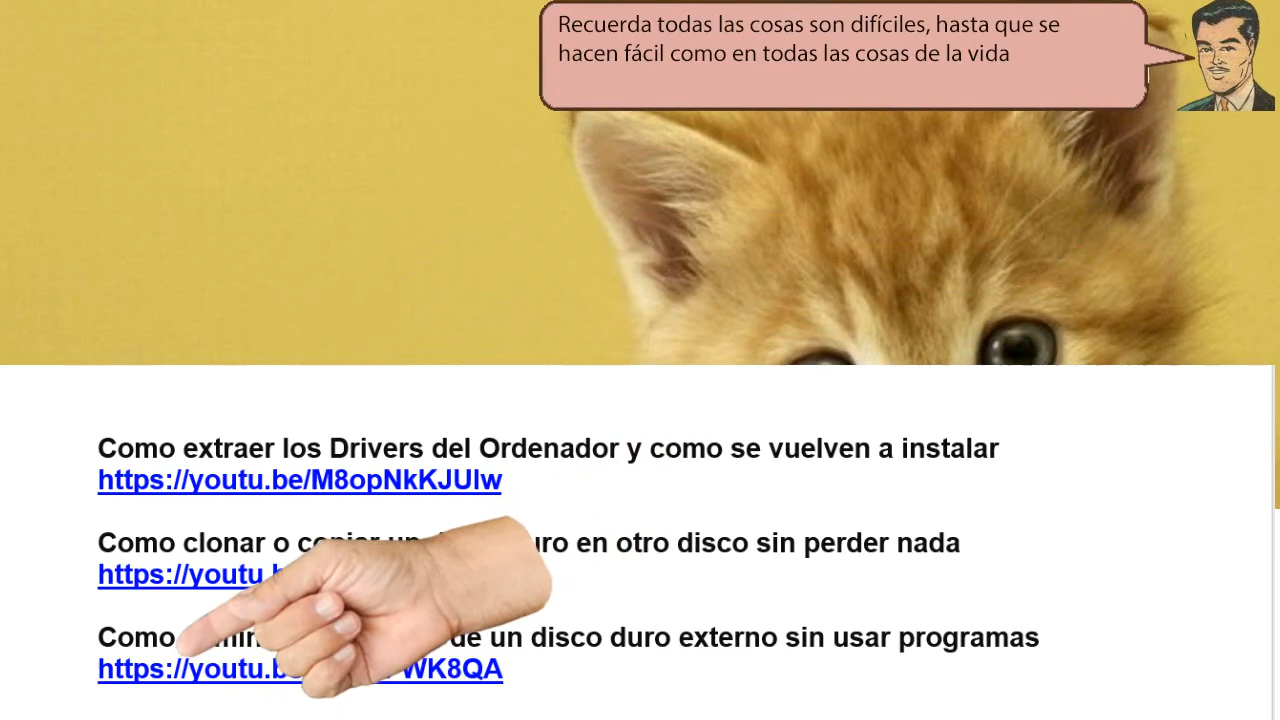 Recuerda todas las cosas son difíciles, hasta que se
hacen fácil como en todas las cosas de la vida
Como extraer los Drivers del Ordenador y como se vuelven a instalar
https://youtu.be/M8opNkKJUlw
Como clonar o copiar un en otro disco sin perder nada
https://youtu
Como de un disco duro externo sin usar programas
https://youtu.b WK8QA